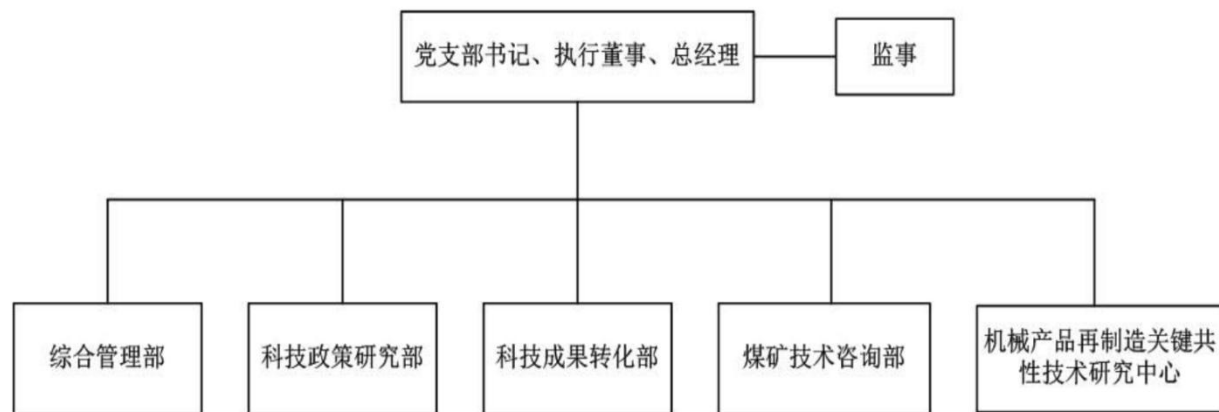 党支部书记、执行董事、总经理
监事
综合管理部
科技政策研究部
科技成果转化部
煤矿技术咨询部
机械产品再制造关键共
性技术研究中心